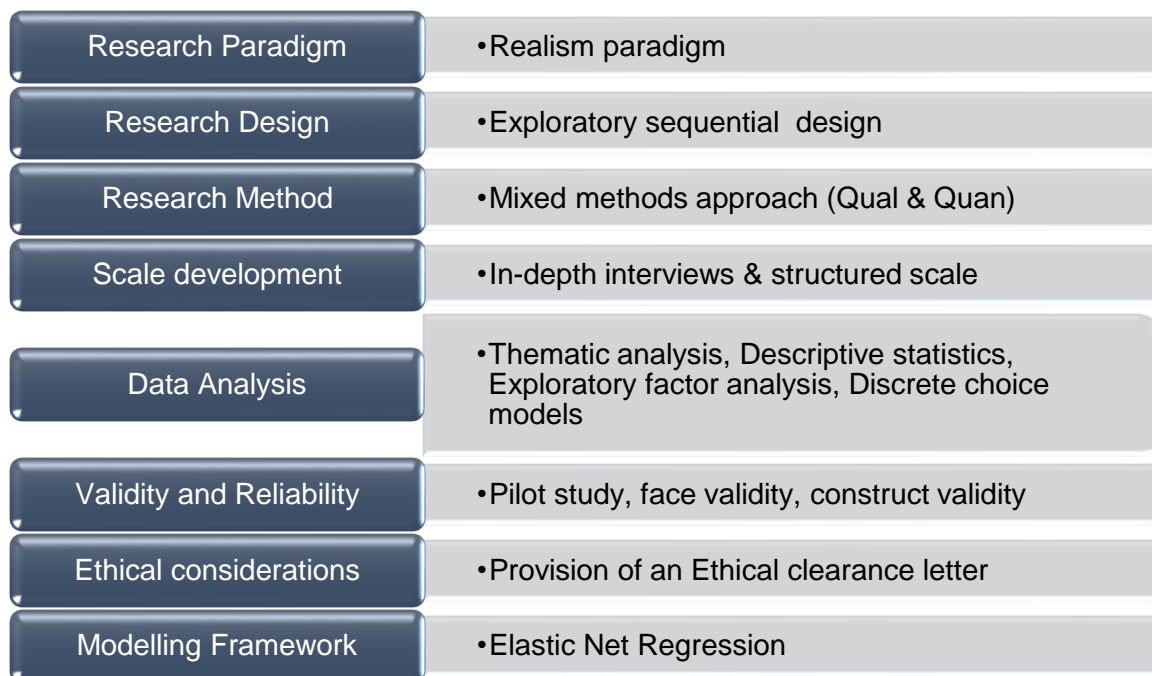 Research Paradigm
•Realism paradigm
Research Design
•Exploratory sequential design
Research Method
•Mixed methods approach (Qual & Quan)
Scale development
•In-depth interviews & structured scale
Data Analysis
•Thematic analysis, Descriptive statistics,
Exploratory factor analysis, Discrete choice
models
Validity and Reliability
•Pilot study, face validity, construct validity
Ethical considerations
•Provision of an Ethical clearance letter
Modelling Framework
•Elastic Net Regression